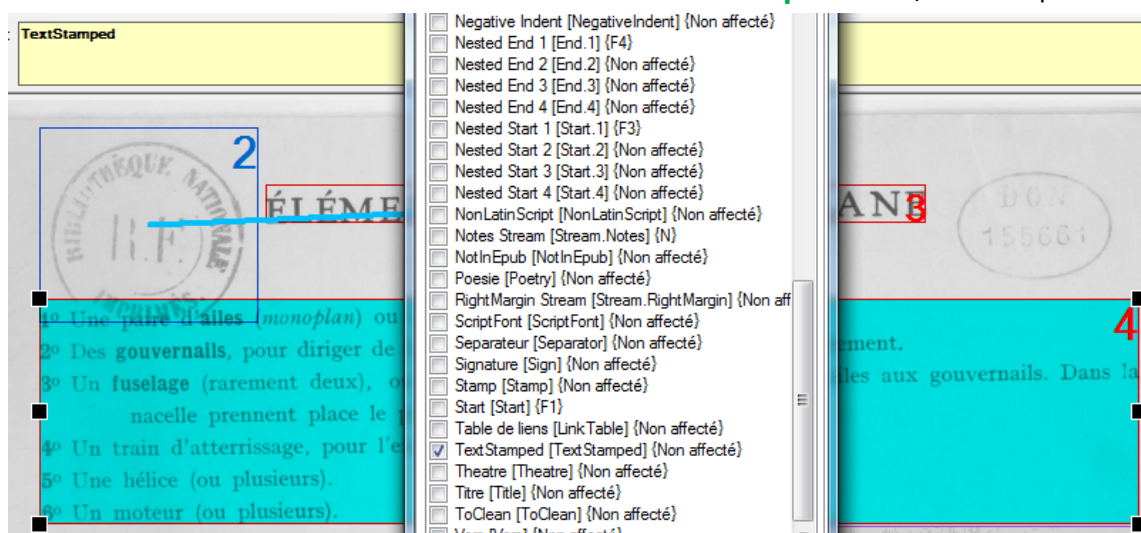 TextStamped
Negative Indent [NegativeIndent] {Non affecté}
Nested End 1 [End.1] {F4}
Nested End 2 [End.2] {Non affecté}
Nested End 3 [End.3] {Non affecté}
Nested End 4 [End.4] {Non affecté}
Nested Start 1 [Start.1] {F3}
Nested Start 2 [Start.2] {Non affecté}
Nested Start 3 [Start.3] {Non affecté}
Nested Start 4 [Start.4] {Non affecté}
NonLatinScript [NonLatinScript] {Non affecté}
Notes Stream [Stream.Notes] {N}
NotInEpub [NotInEpub] {Non affecté}
Poesie [Poetry] {Non affecté}
RightMargin Stream [Stream.RightMargin] {Non aff
ScriptFont [ScriptFont] {Non affecté}
Separateur [Separator] {Non affecté}
Signature [Sign] {Non affecté}
Stamp [Stamp] {Non affecté}
Start [Start] {F1}
Table de liens [LinkTable] {Non affecté}
TextStamped [TextStamped] {Non affecté}
Theatre [Theatre] {Non affecté}
Titre [Title] {Non affecté}
ToClean [ToClean] {Non affecté}
2
BIBLIOTHÈQUE NATIONALE
R.F.
IMPRIMÉS.
ÉLÉME
ANE
3
DON
155661
4
1º Une paire d'ailes (monoplan) ou
2º Des gouvernails, pour diriger de
ement.
3º Un fuselage (rarement deux), o
iles aux gouvernails. Dans la
nacelle prennent place le p
4º Un train d'atterrissage, pour l'e
5º Une hélice (ou plusieurs).
6º Un moteur (ou plusieurs).